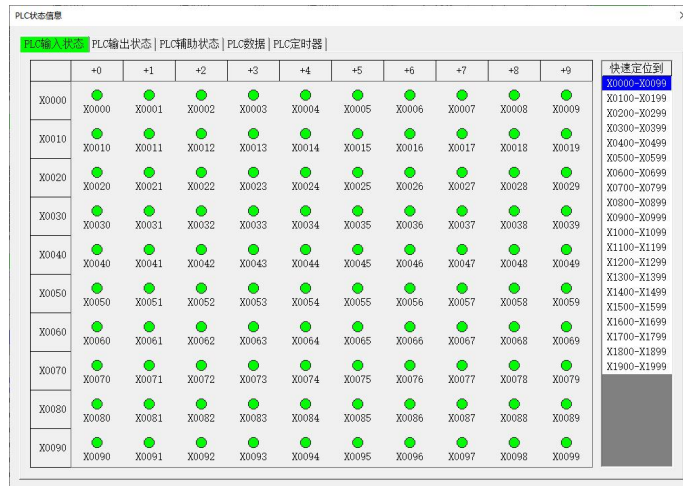 PLC状态信息
PLC输入状态 PLC输出状态 PLC辅助状态 PLC数据 PLC定时器
+0 +1 +2 +3 +4 +5 +6 +7 +8 +9
X0000 X0000 X0001 X0002 X0003 X0004 X0005 X0006 X0007 X0008 X0009
X0010 X0010 X0011 X0012 X0013 X0014 X0015 X0016 X0017 X0018 X0019
X0020 X0020 X0021 X0022 X0023 X0024 X0025 X0026 X0027 X0028 X0029
X0030 X0030 X0031 X0032 X0033 X0034 X0035 X0036 X0037 X0038 X0039
X0040 X0040 X0041 X0042 X0043 X0044 X0045 X0046 X0047 X0048 X0049
X0050 X0050 X0051 X0052 X0053 X0054 X0055 X0056 X0057 X0058 X0059
X0060 X0060 X0061 X0062 X0063 X0064 X0065 X0066 X0067 X0068 X0069
X0070 X0070 X0071 X0072 X0073 X0074 X0075 X0076 X0077 X0078 X0079
X0080 X0080 X0081 X0082 X0083 X0084 X0085 X0086 X0087 X0088 X0089
X0090 X0090 X0091 X0092 X0093 X0094 X0095 X0096 X0097 X0098 X0099
快速定位到
X0000-X0099
X0100-X0199
X0200-X0299
X0300-X0399
X0400-X0499
X0500-X0599
X0600-X0699
X0700-X0799
X0800-X0899
X0900-X0999
X1000-X1099
X1100-X1199
X1200-X1299
X1300-X1399
X1400-X1499
X1500-X1599
X1600-X1699
X1700-X1799
X1800-X1899
X1900-X1999